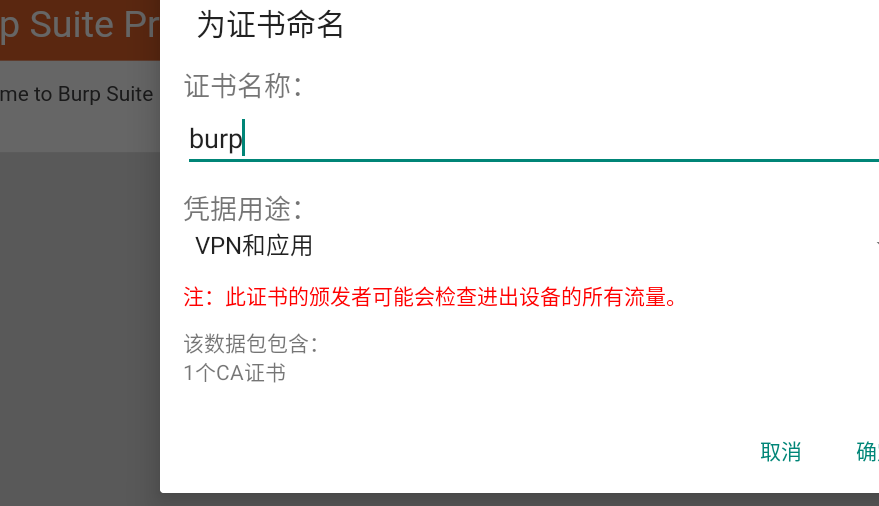 p Suite Pr
me to Burp Suite
为证书命名
证书名称：
burp
凭据用途：
VPN和应用
注：此证书的颁发者可能会检查进出设备的所有流量。
该数据包包含：
1个CA证书
取消 确